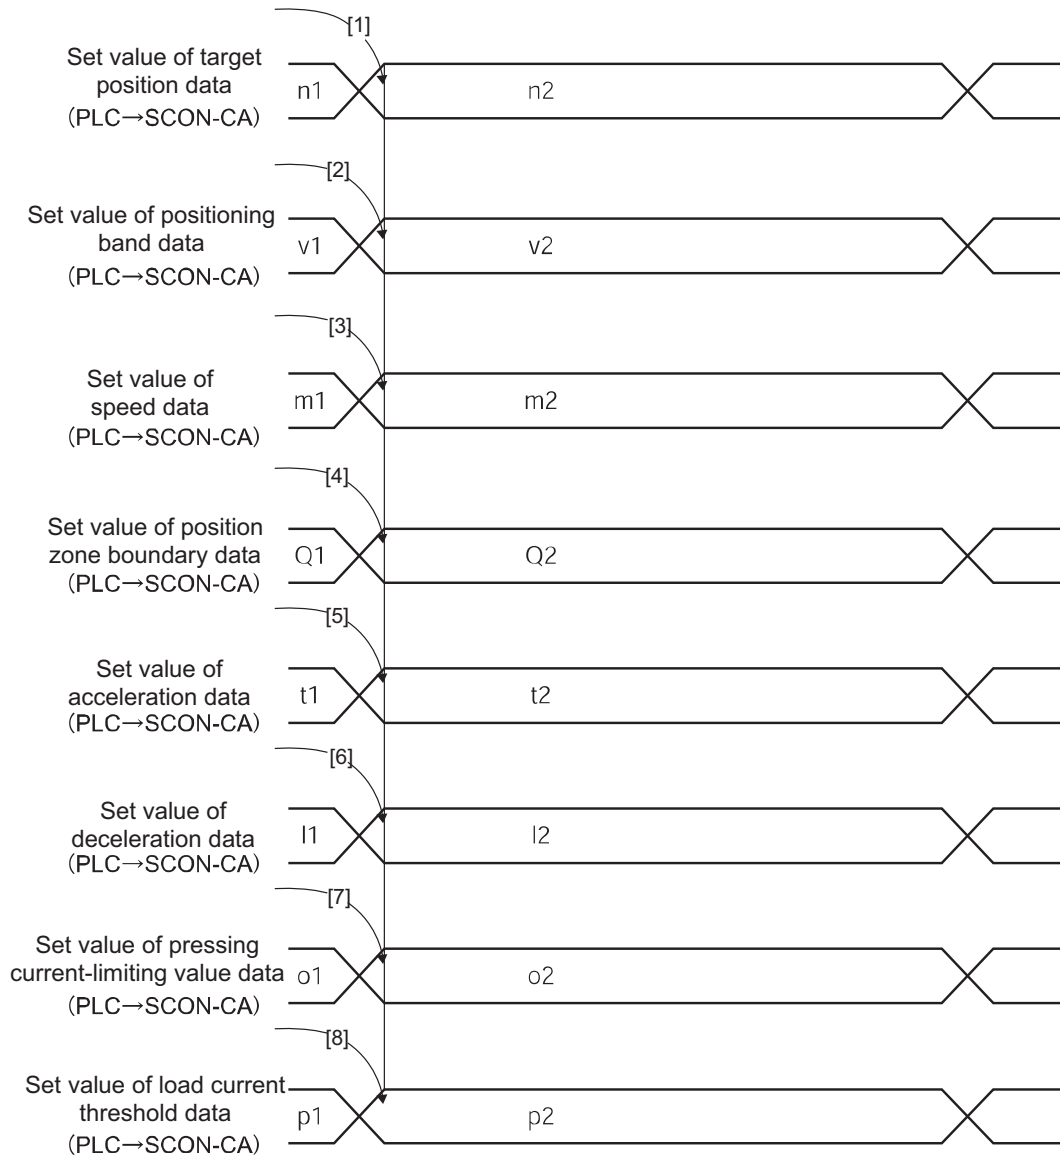 [1]
Set value of target
position data
(PLC→SCON-CA)
n1
n2
[2]
Set value of positioning
band data
(PLC→SCON-CA)
v1
v2
[3]
Set value of
speed data
(PLC→SCON-CA)
m1
m2
[4]
Set value of position
zone boundary data
(PLC→SCON-CA)
Q1
Q2
[5]
Set value of
acceleration data
(PLC→SCON-CA)
t1
t2
[6]
Set value of
deceleration data
(PLC→SCON-CA)
l1
l2
[7]
Set value of pressing
current-limiting value data
(PLC→SCON-CA)
o1
o2
[8]
Set value of load current
threshold data
(PLC→SCON-CA)
p1
p2